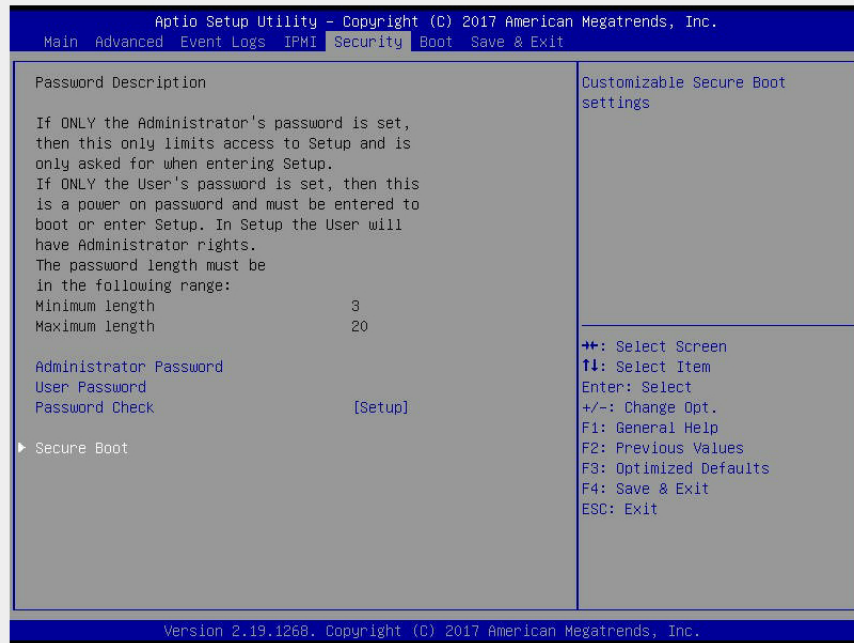 Aptio Setup Utility – Copyright (C) 2017 American Megatrends, Inc.
Main Advanced Event Logs IPMI Security Boot Save & Exit
Password Description
If ONLY the Administrator's password is set,
then this only limits access to Setup and is
only asked for when entering Setup.
If ONLY the User's password is set, then this
is a power on password and must be entered to
boot or enter Setup. In Setup the User will
have Administrator rights.
The password length must be
in the following range:
Minimum length 3
Maximum length 20
Administrator Password
User Password
Password Check [Setup]
Secure Boot
Customizable Secure Boot
settings
→←: Select Screen
↑↓: Select Item
Enter: Select
+/-: Change Opt.
F1: General Help
F2: Previous Values
F3: Optimized Defaults
F4: Save & Exit
ESC: Exit
Version 2.19.1268. Copyright (C) 2017 American Megatrends, Inc.